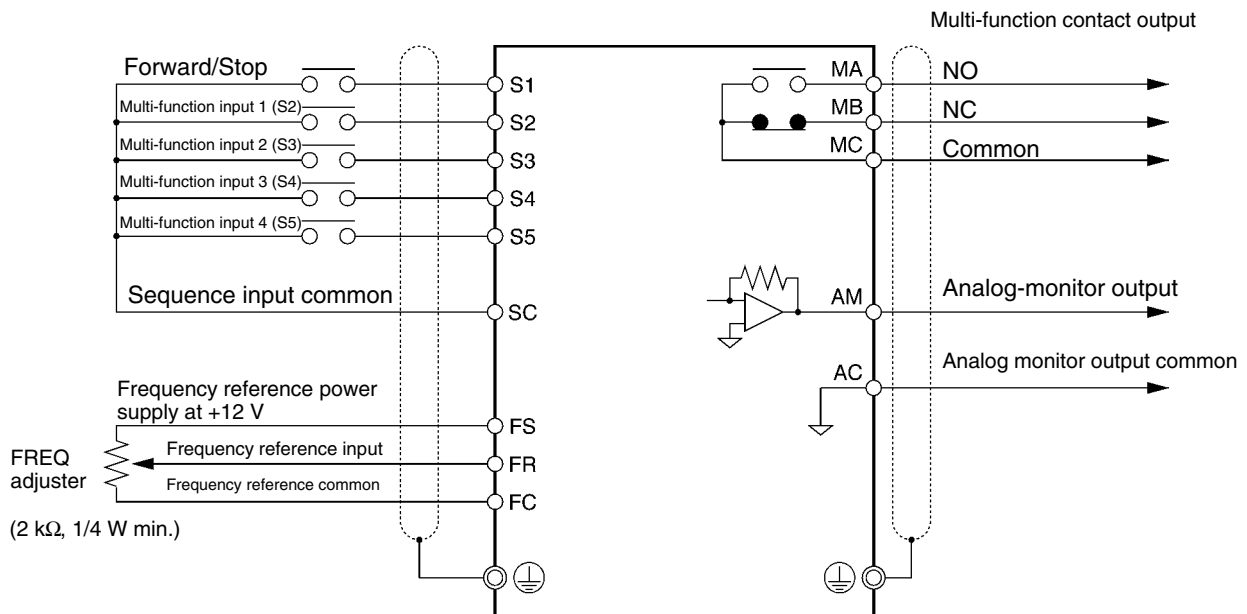 Multi-function contact output
Forward/Stop
S1
Multi-function input 1 (S2)
S2
Multi-function input 2 (S3)
S3
Multi-function input 3 (S4)
S4
Multi-function input 4 (S5)
S5
Sequence input common
SC
Frequency reference power
supply at +12 V
FS
Frequency reference input
FR
Frequency reference common
FC
FREQ
adjuster
(2 kΩ, 1/4 W min.)
MA
NO
MB
NC
MC
Common
AM
Analog-monitor output
AC
Analog monitor output common